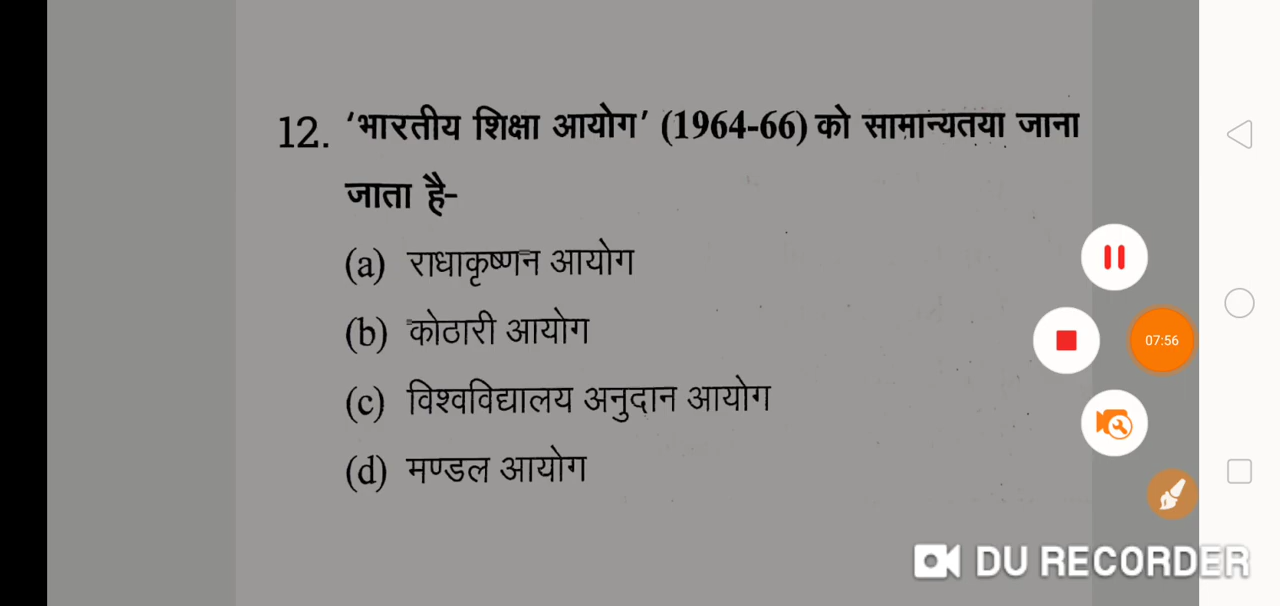 12. 'भारतीय शिक्षा आयोग' (1964-66) को सामान्यतया जाना
जाता है-
(a) राधाकृष्णन आयोग
(b) कोठारी आयोग
(c) विश्वविद्यालय अनुदान आयोग
(d) मण्डल आयोग
07:56
DU RECORDER